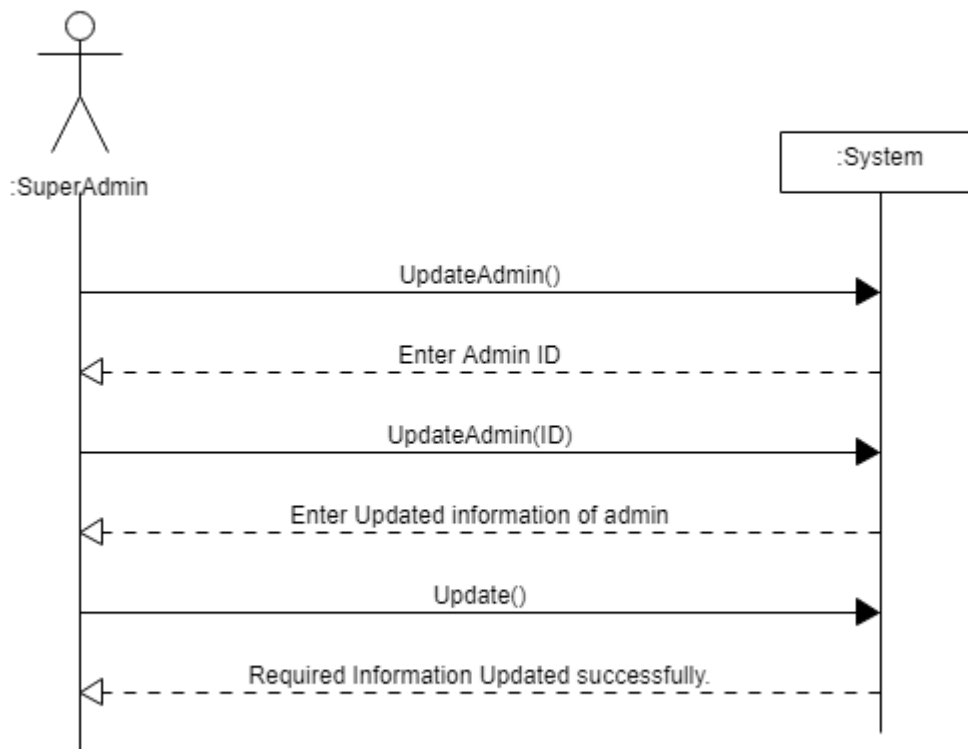 :System
:SuperAdmin
UpdateAdmin()
Enter Admin ID
UpdateAdmin(ID)
Enter Updated information of admin
Update()
Required Information Updated successfully.